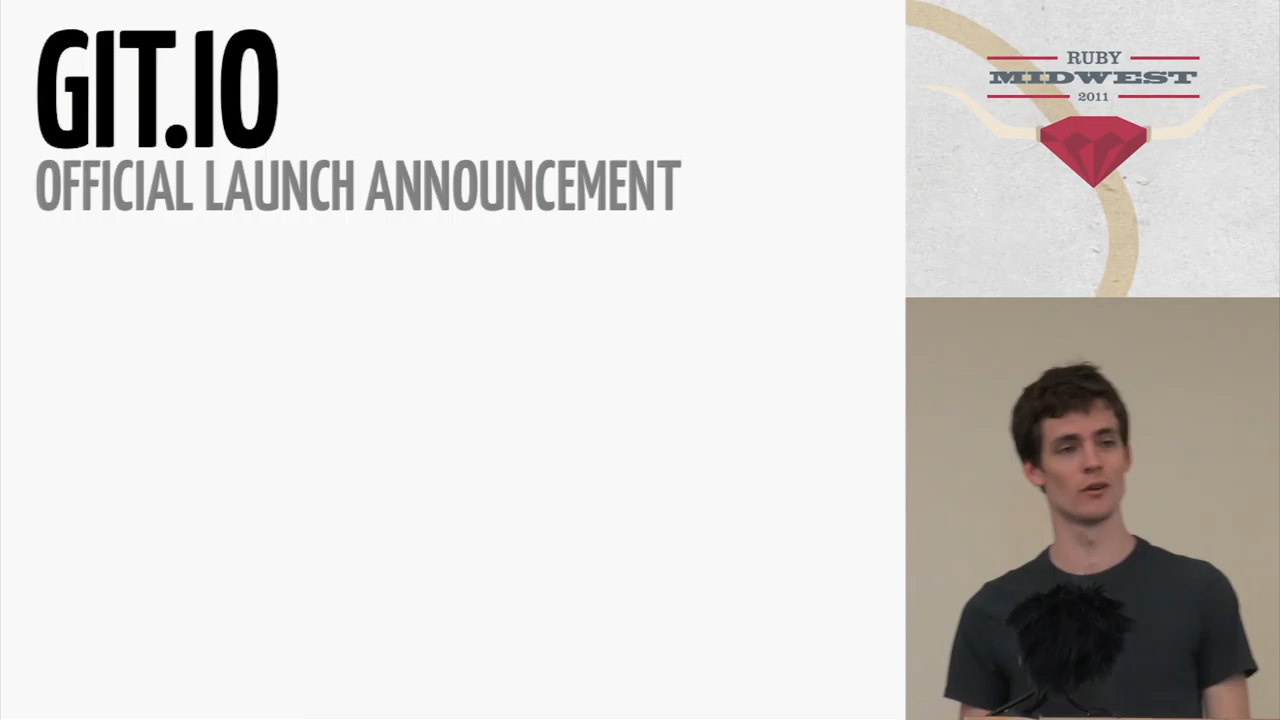 GIT.IO
OFFICIAL LAUNCH ANNOUNCEMENT
RUBY
MIDWEST
2011